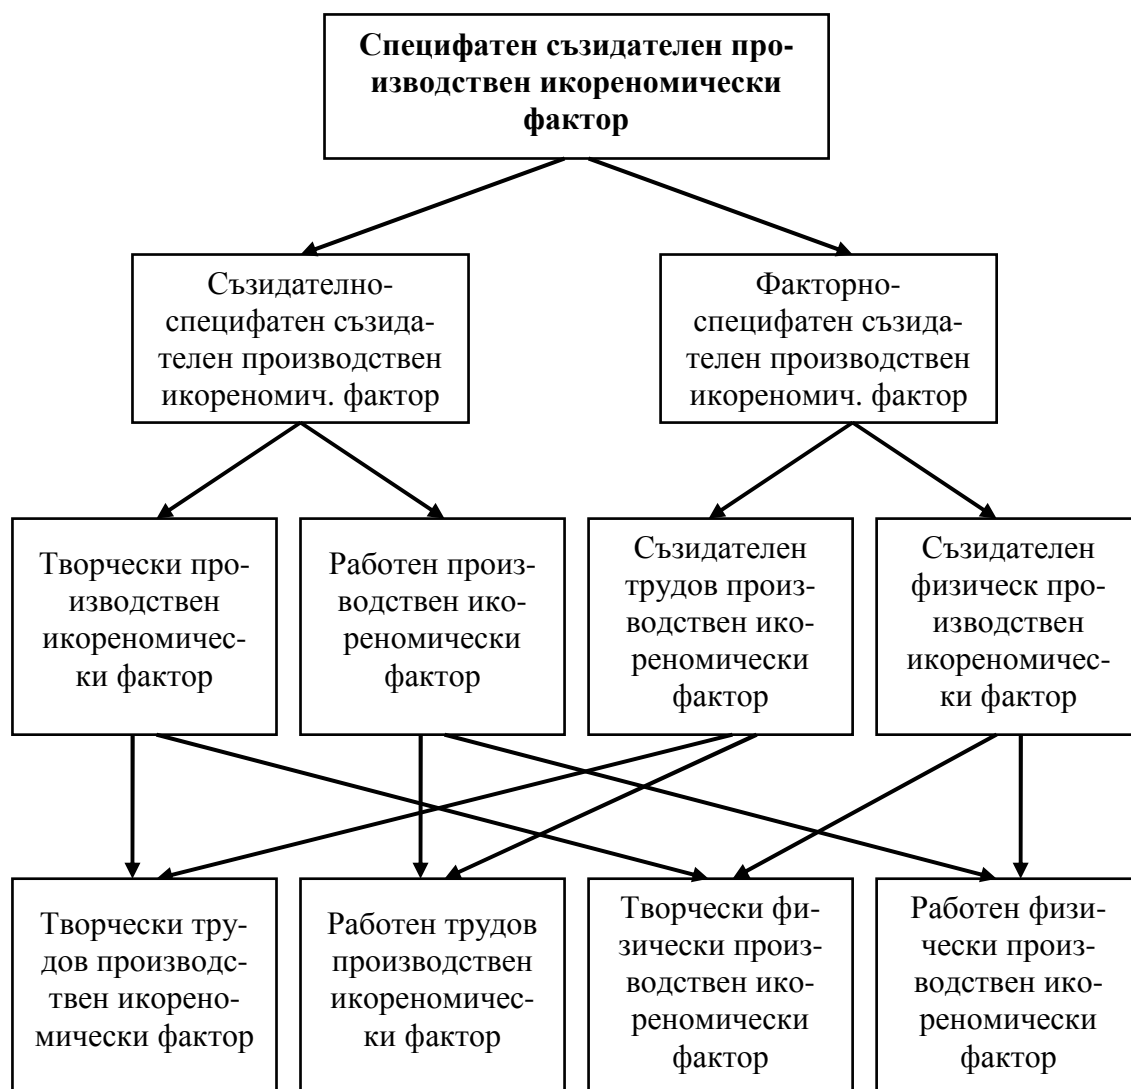 Специфатен съзидателен про-
изводствен икореномически
фактор
Съзидателно-
специфатен съзида-
телен производствен
икореномич. фактор
Факторно-
специфатен съзида-
телен производствен
икореномич. фактор
Творчески про-
изводствен
икореномичес-
ки фактор
Работен произ-
водствен ико-
реномически
фактор
Съзидателен
трудов произ-
водствен ико-
реномически
фактор
Съзидателен
физическ про-
изводствен
икореномичес-
ки фактор
Творчески тру-
дов производс-
твен икорено-
мически фактор
Работен трудов
производствен
икореномичес-
ки фактор
Творчески фи-
зически произ-
водствен ико-
реномически
фактор
Работен физи-
чески произ-
водствен ико-
реномически
фактор